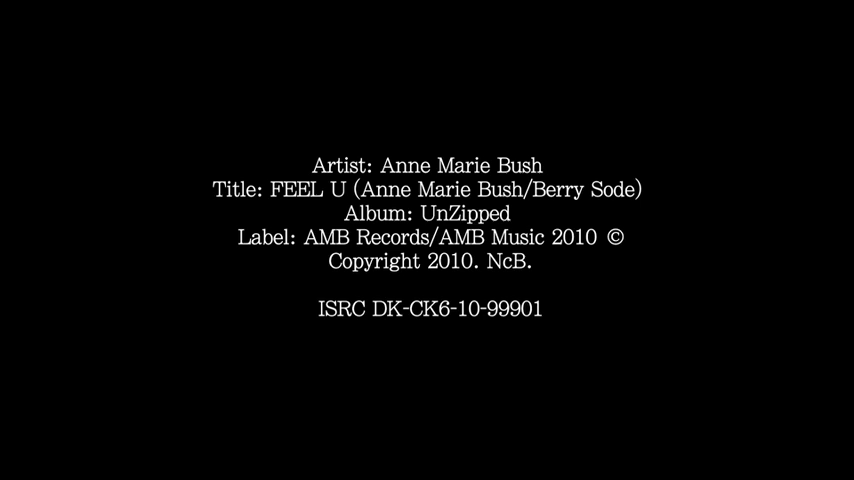 Artist: Anne Marie Bush
Title: FEEL U (Anne Marie Bush/Berry Sode)
Album: UnZipped
Label: AMB Records/AMB Music 2010 ©
Copyright 2010. NcB.
ISRC DK-CK6-10-99901